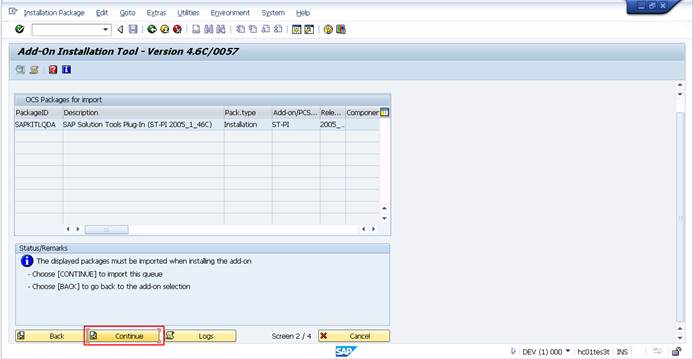 Installation Package Edit Goto Extras Utilities Environment System Help
Add-On Installation Tool - Version 4.6C/0057
OCS Packages for import
PackageID Description Pack.type Add-on/PCS... Rele... Component
SAPKITLQDA SAP Solution Tools Plug-In (ST-PI 2005_1_46C) Installation ST-PI 2005_...
Status/Remarks
The displayed packages must be imported when installing the add-on
- Choose [CONTINUE] to import this queue
- Choose [BACK] to go back to the add-on selection
Back Continue Logs Screen 2 / 4 Cancel
SAP DEV (1) 000 hc01tes3t INS